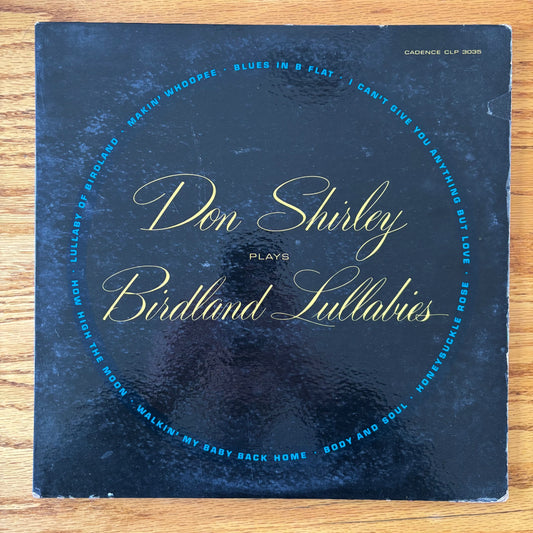 CADENCE CLP 3035
Don Shirley
PLAYS
Birdland Lullabies
LULLABY OF BIRDLAND · MAKIN' WHOOPEE · BLUES IN B FLAT · I CAN'T GIVE YOU ANYTHING BUT LOVE · HONEYSUCKLE ROSE · BODY AND SOUL · WALKIN' MY BABY BACK HOME · HOW HIGH THE MOON ·